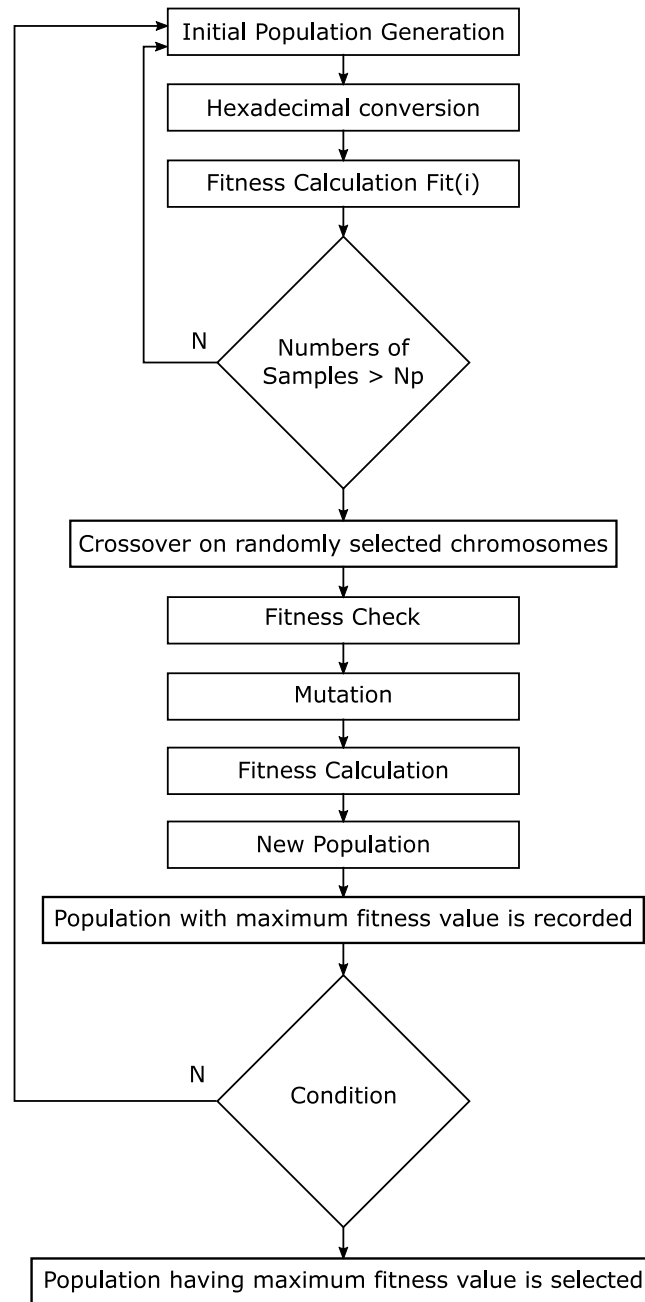 Initial Population Generation
Hexadecimal conversion
Fitness Calculation Fit(i)
N
Numbers of
Samples > Np
Crossover on randomly selected chromosomes
Fitness Check
Mutation
Fitness Calculation
New Population
Population with maximum fitness value is recorded
N
Condition
Population having maximum fitness value is selected